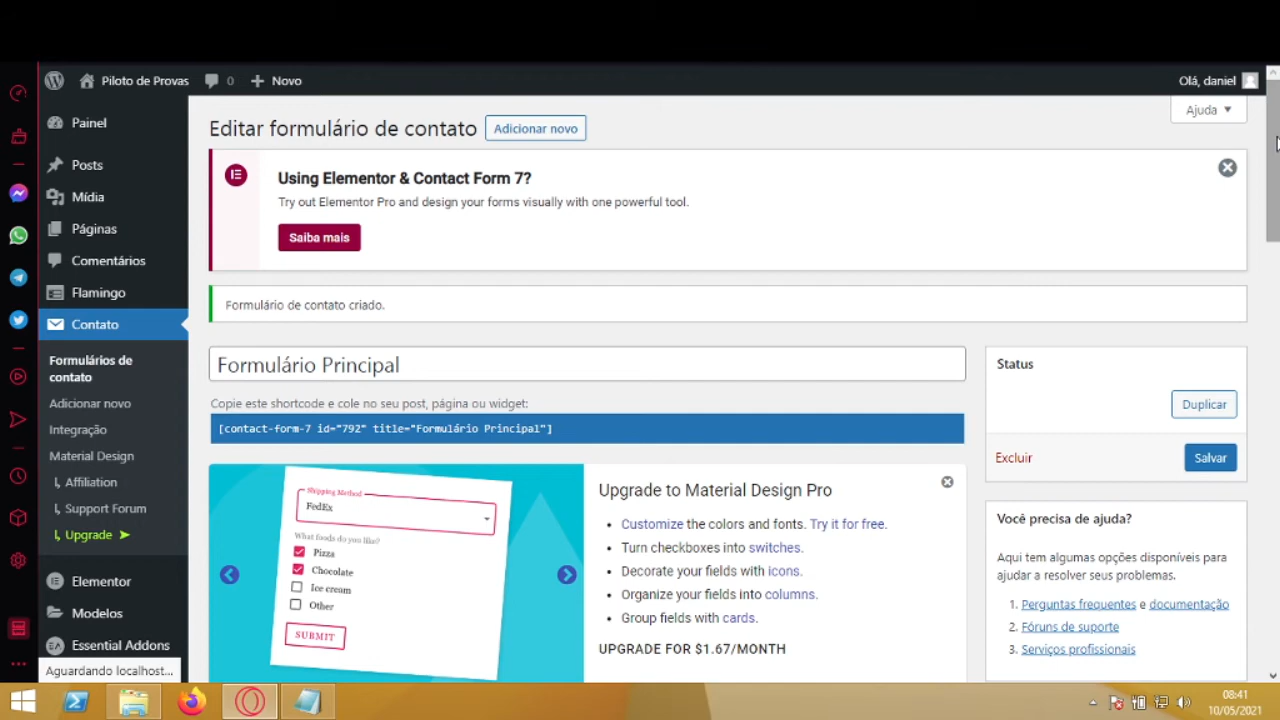 Piloto de Provas
0
Novo
Olá, daniel
Ajuda
Painel
Posts
Mídia
Páginas
Comentários
Flamingo
Contato
Formulários de
contato
Adicionar novo
Integração
Material Design
Affiliation
Support Forum
Upgrade
Elementor
Modelos
Essential Addons
Aguardando localhost...
Editar formulário de contato
Adicionar novo
Using Elementor & Contact Form 7?
Try out Elementor Pro and design your forms visually with one powerful tool.
Saiba mais
Formulário de contato criado.
Formulário Principal
Copie este shortcode e cole no seu post, página ou widget:
[contact-form-7 id="792" title="Formulário Principal"]
Shipping Method
FedEx
What foods do you like?
Pizza
Chocolate
Ice cream
Other
SUBMIT
Upgrade to Material Design Pro
Customize the colors and fonts. Try it for free.
Turn checkboxes into switches.
Decorate your fields with icons.
Organize your fields into columns.
Group fields with cards.
UPGRADE FOR $1.67/MONTH
Status
Duplicar
Excluir
Salvar
Você precisa de ajuda?
Aqui tem algumas opções disponíveis para
ajudar a resolver seus problemas.
1. Perguntas frequentes e documentação
2. Fóruns de suporte
3. Serviços profissionais
08:41
10/05/2021